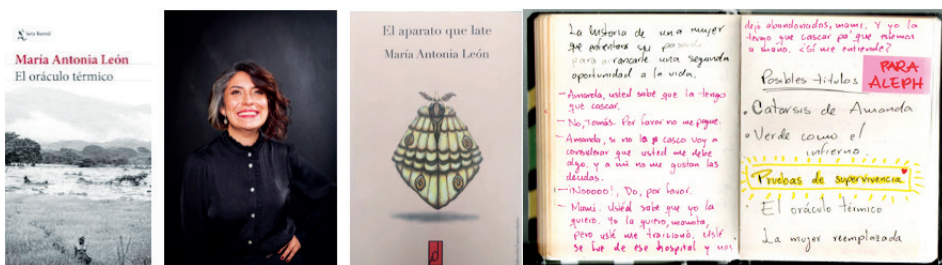 Seix Barral
María Antonia León
El oráculo térmico
El aparato que late
María Antonia León
La historia de una mujer
que enfrentará su pasado
para arrancarle una segunda
oportunidad a la vida.
— Amanda, usted sabe que la tengo
que cascar.
— No, Tomás. Por favor no me pegue.
— Amanda, si no la casco voy a
considerar que usted me debe
algo, y a mí no me gustan las
deudas.
— ¡Nooooo!, Do, por favor.
— Mami. Usted sabe que yo la
quiero. Yo la quiero, mamita,
pero usté me traicionó. Usté
se fue de ese hospital y nos
dejó abandonados, mami. Y yo la
tengo que cascar pa' que estemos
a mano. ¿Sí me entiende?
PARA
ALEPH
Posibles títulos
• Catarsis de Amanda
• Verde como el
infierno.
Pruebas de supervivencia
• El oráculo térmico
La mujer reemplazada